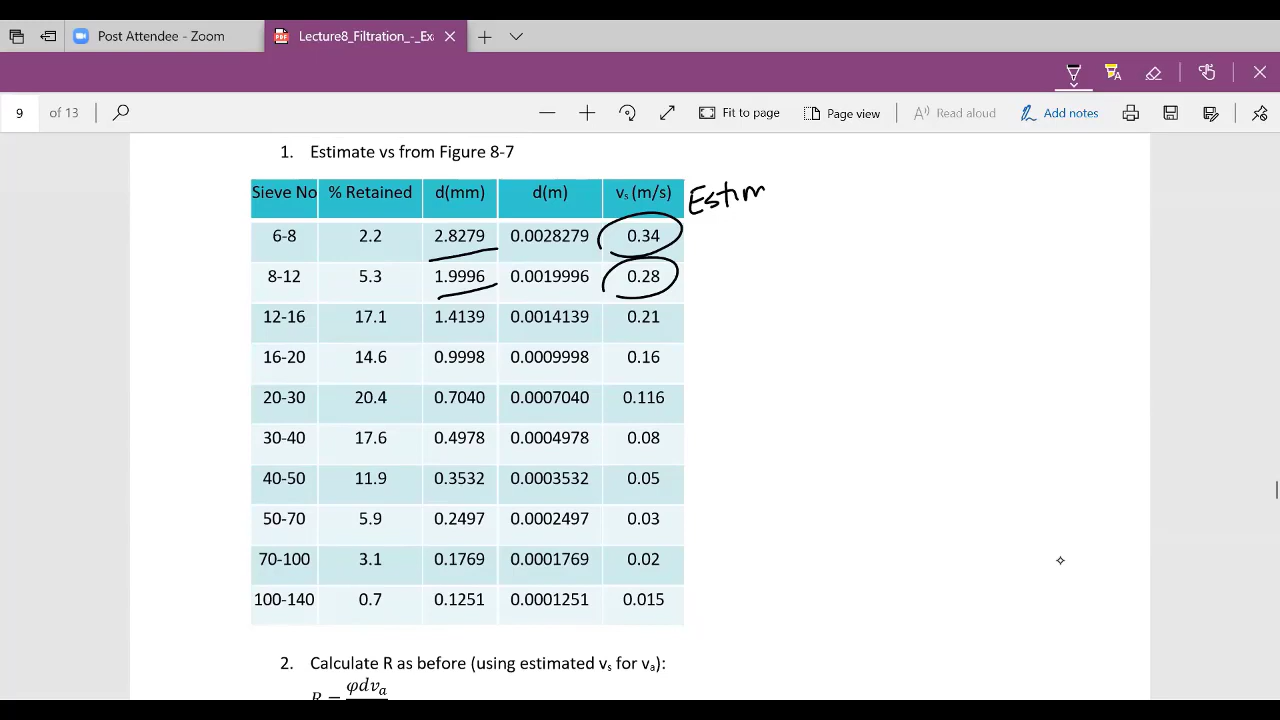 Post Attendee - Zoom
Lecture8_Filtration_-_Ex
9 of 13
Fit to page
Page view
Read aloud
Add notes
1. Estimate vs from Figure 8-7
Sieve No % Retained d(mm) d(m) vs (m/s) Estim
6-8 2.2 2.8279 0.0028279 0.34
8-12 5.3 1.9996 0.0019996 0.28
12-16 17.1 1.4139 0.0014139 0.21
16-20 14.6 0.9998 0.0009998 0.16
20-30 20.4 0.7040 0.0007040 0.116
30-40 17.6 0.4978 0.0004978 0.08
40-50 11.9 0.3532 0.0003532 0.05
50-70 5.9 0.2497 0.0002497 0.03
70-100 3.1 0.1769 0.0001769 0.02
100-140 0.7 0.1251 0.0001251 0.015
2. Calculate R as before (using estimated vs for va):
φdva